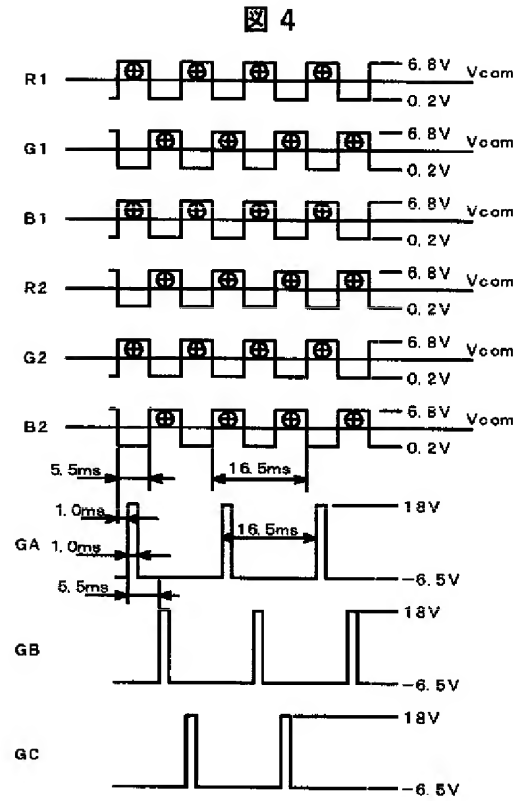 図 4
R1 6.8V Vcom
0.2V
G1 6.8V Vcom
0.2V
B1 6.8V Vcom
0.2V
R2 6.8V Vcom
0.2V
G2 6.8V Vcom
0.2V
B2 6.8V Vcom
0.2V
5.5ms 16.5ms
1.0ms 18V
GA 1.0ms 16.5ms
5.5ms -6.5V
18V
GB
-6.5V
18V
GC
-6.5V